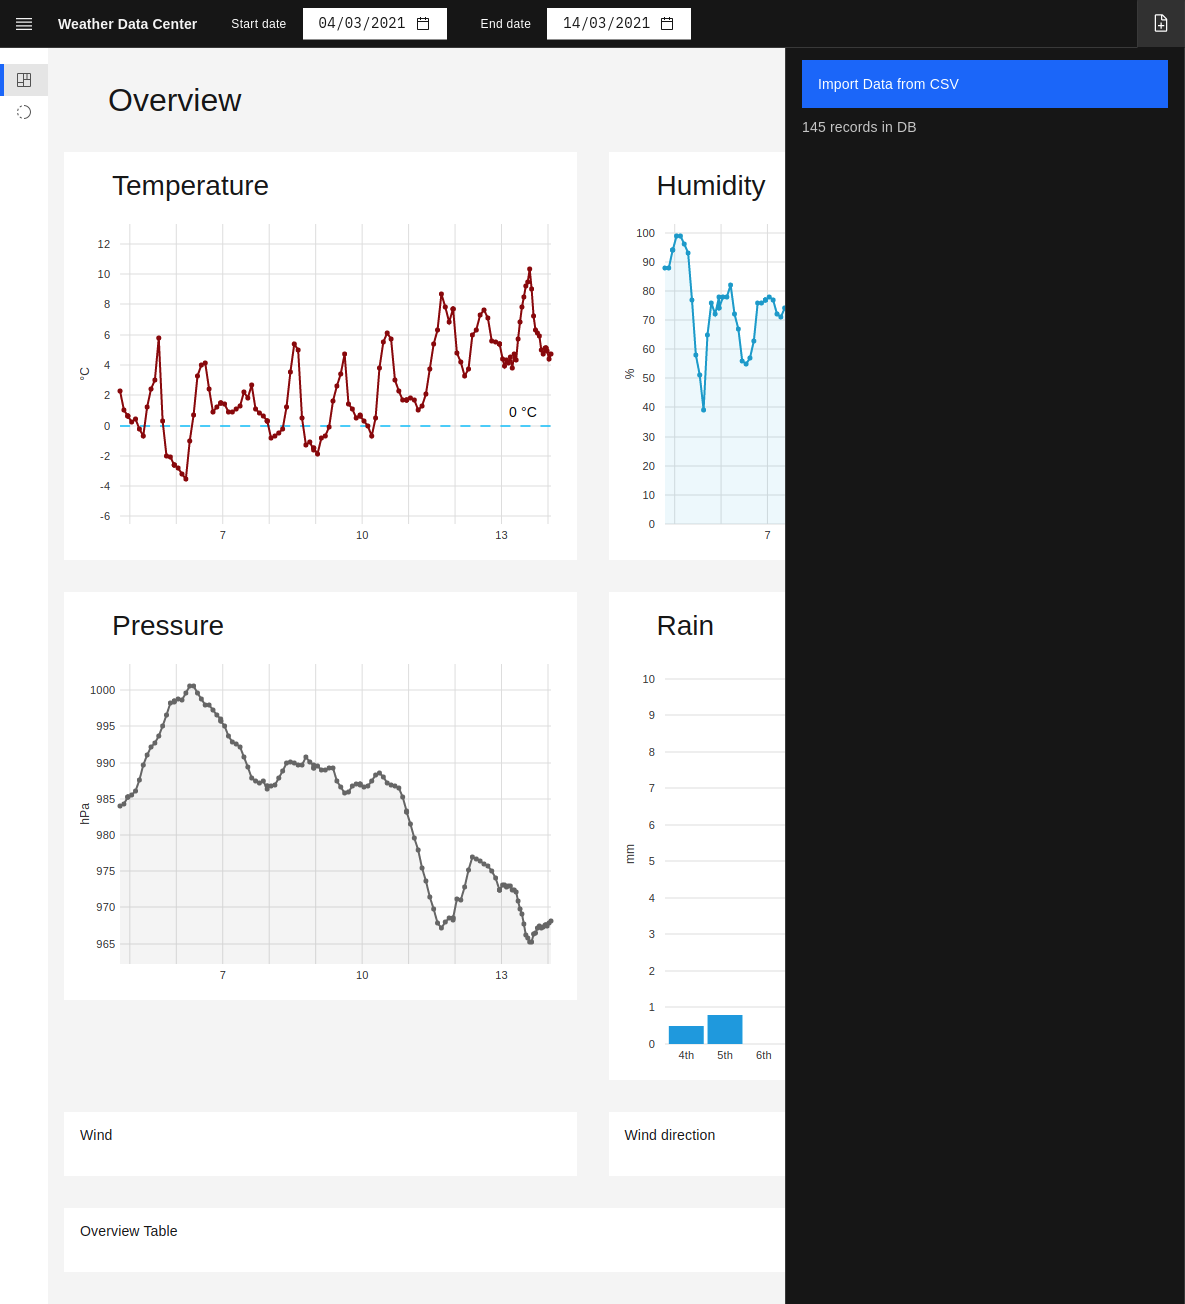 Weather Data Center
Start date
04/03/2021
End date
14/03/2021
Import Data from CSV
145 records in DB
Overview
Temperature
°C
12
10
8
6
4
2
0
-2
-4
-6
0 °C
7
10
13
Humidity
%
100
90
80
70
60
50
40
30
20
10
0
7
Pressure
hPa
1000
995
990
985
980
975
970
965
7
10
13
Rain
mm
10
9
8
7
6
5
4
3
2
1
0
4th
5th
6th
Wind
Wind direction
Overview Table